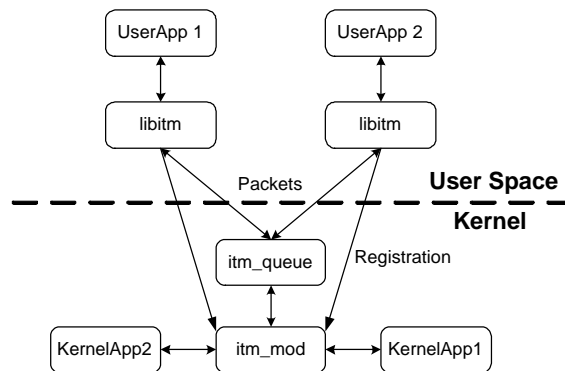 UserApp 1
UserApp 2
libitm
libitm
Packets
User Space
Kernel
itm_queue
Registration
KernelApp2
itm_mod
KernelApp1